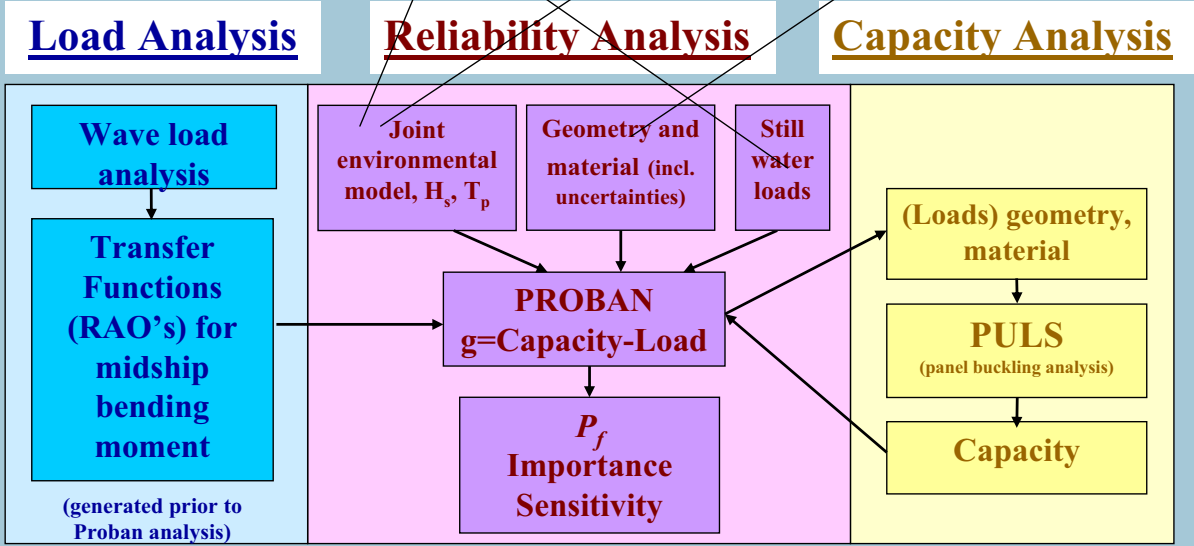 Load Analysis
Reliability Analysis
Capacity Analysis
Wave load
analysis
Transfer
Functions
(RAO's) for
midship
bending
moment
(generated prior to
Proban analysis)
Joint
environmental
model, Hs, Tp
Geometry and
material (incl.
uncertainties)
Still
water
loads
PROBAN
g=Capacity-Load
Pf
Importance
Sensitivity
(Loads) geometry,
material
PULS
(panel buckling analysis)
Capacity